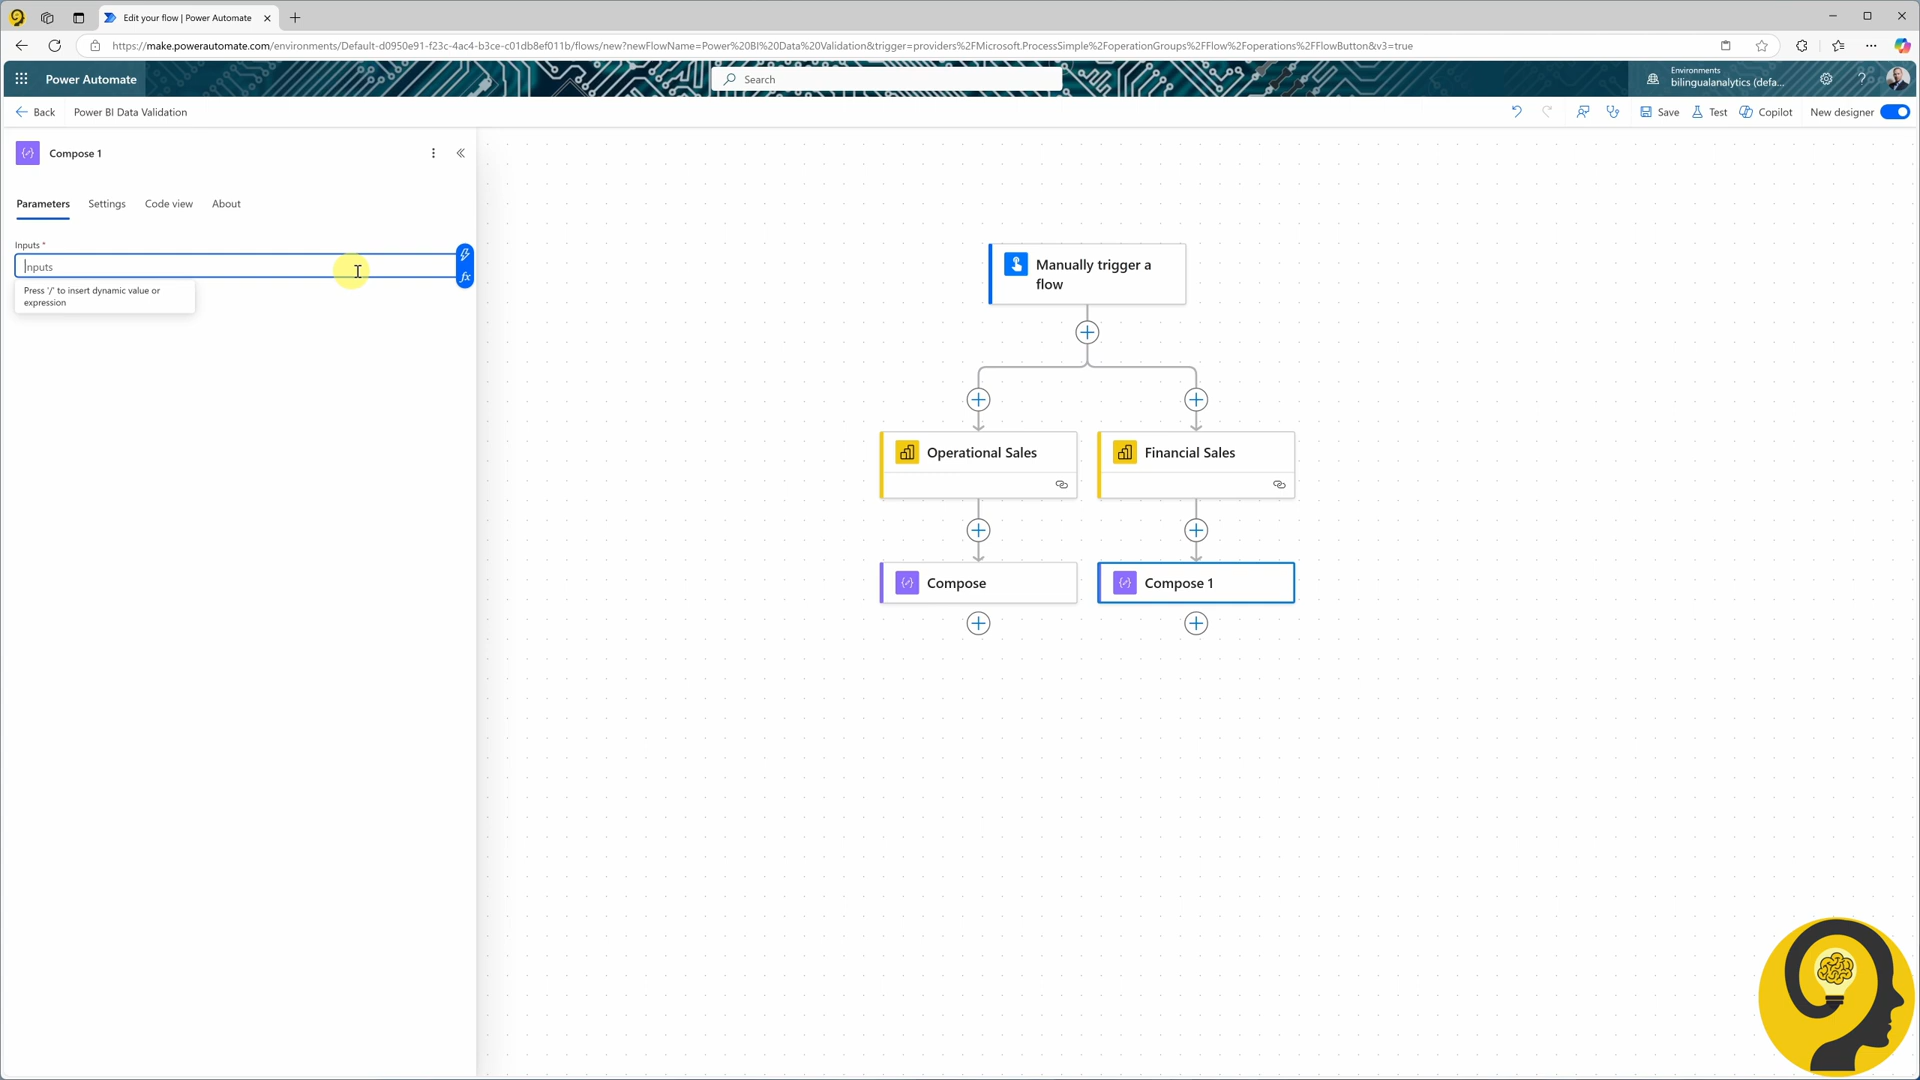 Edit your flow | Power Automate
https://make.powerautomate.com/environments/Default-d0950e91-f23c-4ac4-b3ce-c01db8ef011b/flows/new?newFlowName=Power%20BI%20Data%20Validation&trigger=providers%2FMicrosoft.ProcessSimple%2FoperationGroups%2FFlow%2Foperations%2FFlowButton&v3=true
Power Automate
Search
Environments
bilingualanalytics (defa...
Back
Power BI Data Validation
Save
Test
Copilot
New designer
Compose 1
Parameters
Settings
Code view
About
Inputs *
Inputs
fx
Press '/' to insert dynamic value or
expression
Manually trigger a
flow
Operational Sales
Financial Sales
Compose
Compose 1